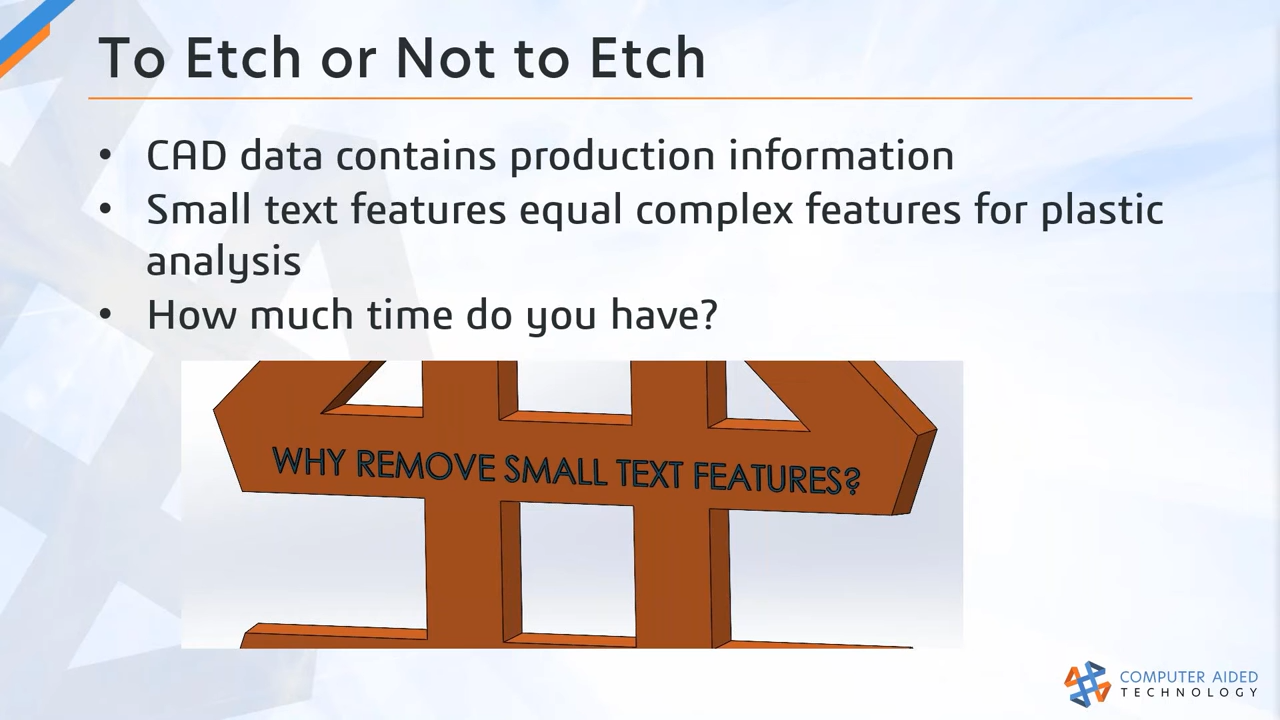 To Etch or Not to Etch
• CAD data contains production information
• Small text features equal complex features for plastic
analysis
• How much time do you have?
WHY REMOVE SMALL TEXT FEATURES?
COMPUTER AIDED
TECHNOLOGY